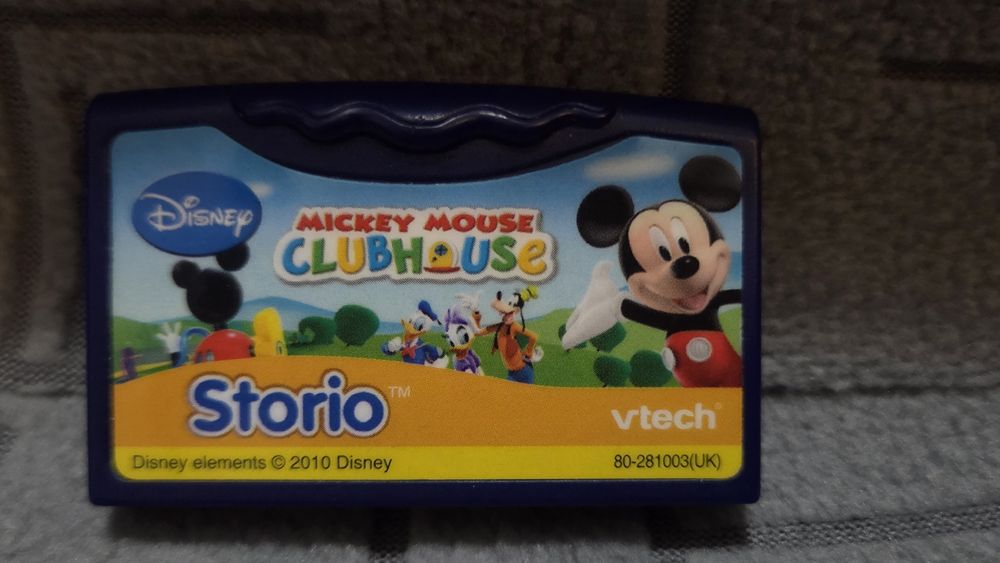 Disney
MICKEY MOUSE
CLUBHOUSE
Storio™
vtech®
Disney elements © 2010 Disney
80-281003(UK)